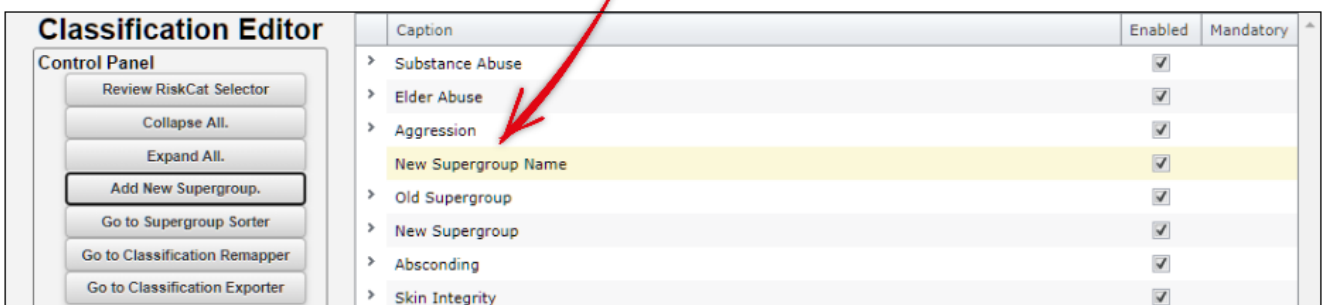 Classification Editor
Control Panel
Review RiskCat Selector
Collapse All.
Expand All.
Add New Supergroup.
Go to Supergroup Sorter
Go to Classification Remapper
Go to Classification Exporter
Caption Enabled Mandatory
Substance Abuse
Elder Abuse
Aggression
New Supergroup Name
Old Supergroup
New Supergroup
Absconding
Skin Integrity